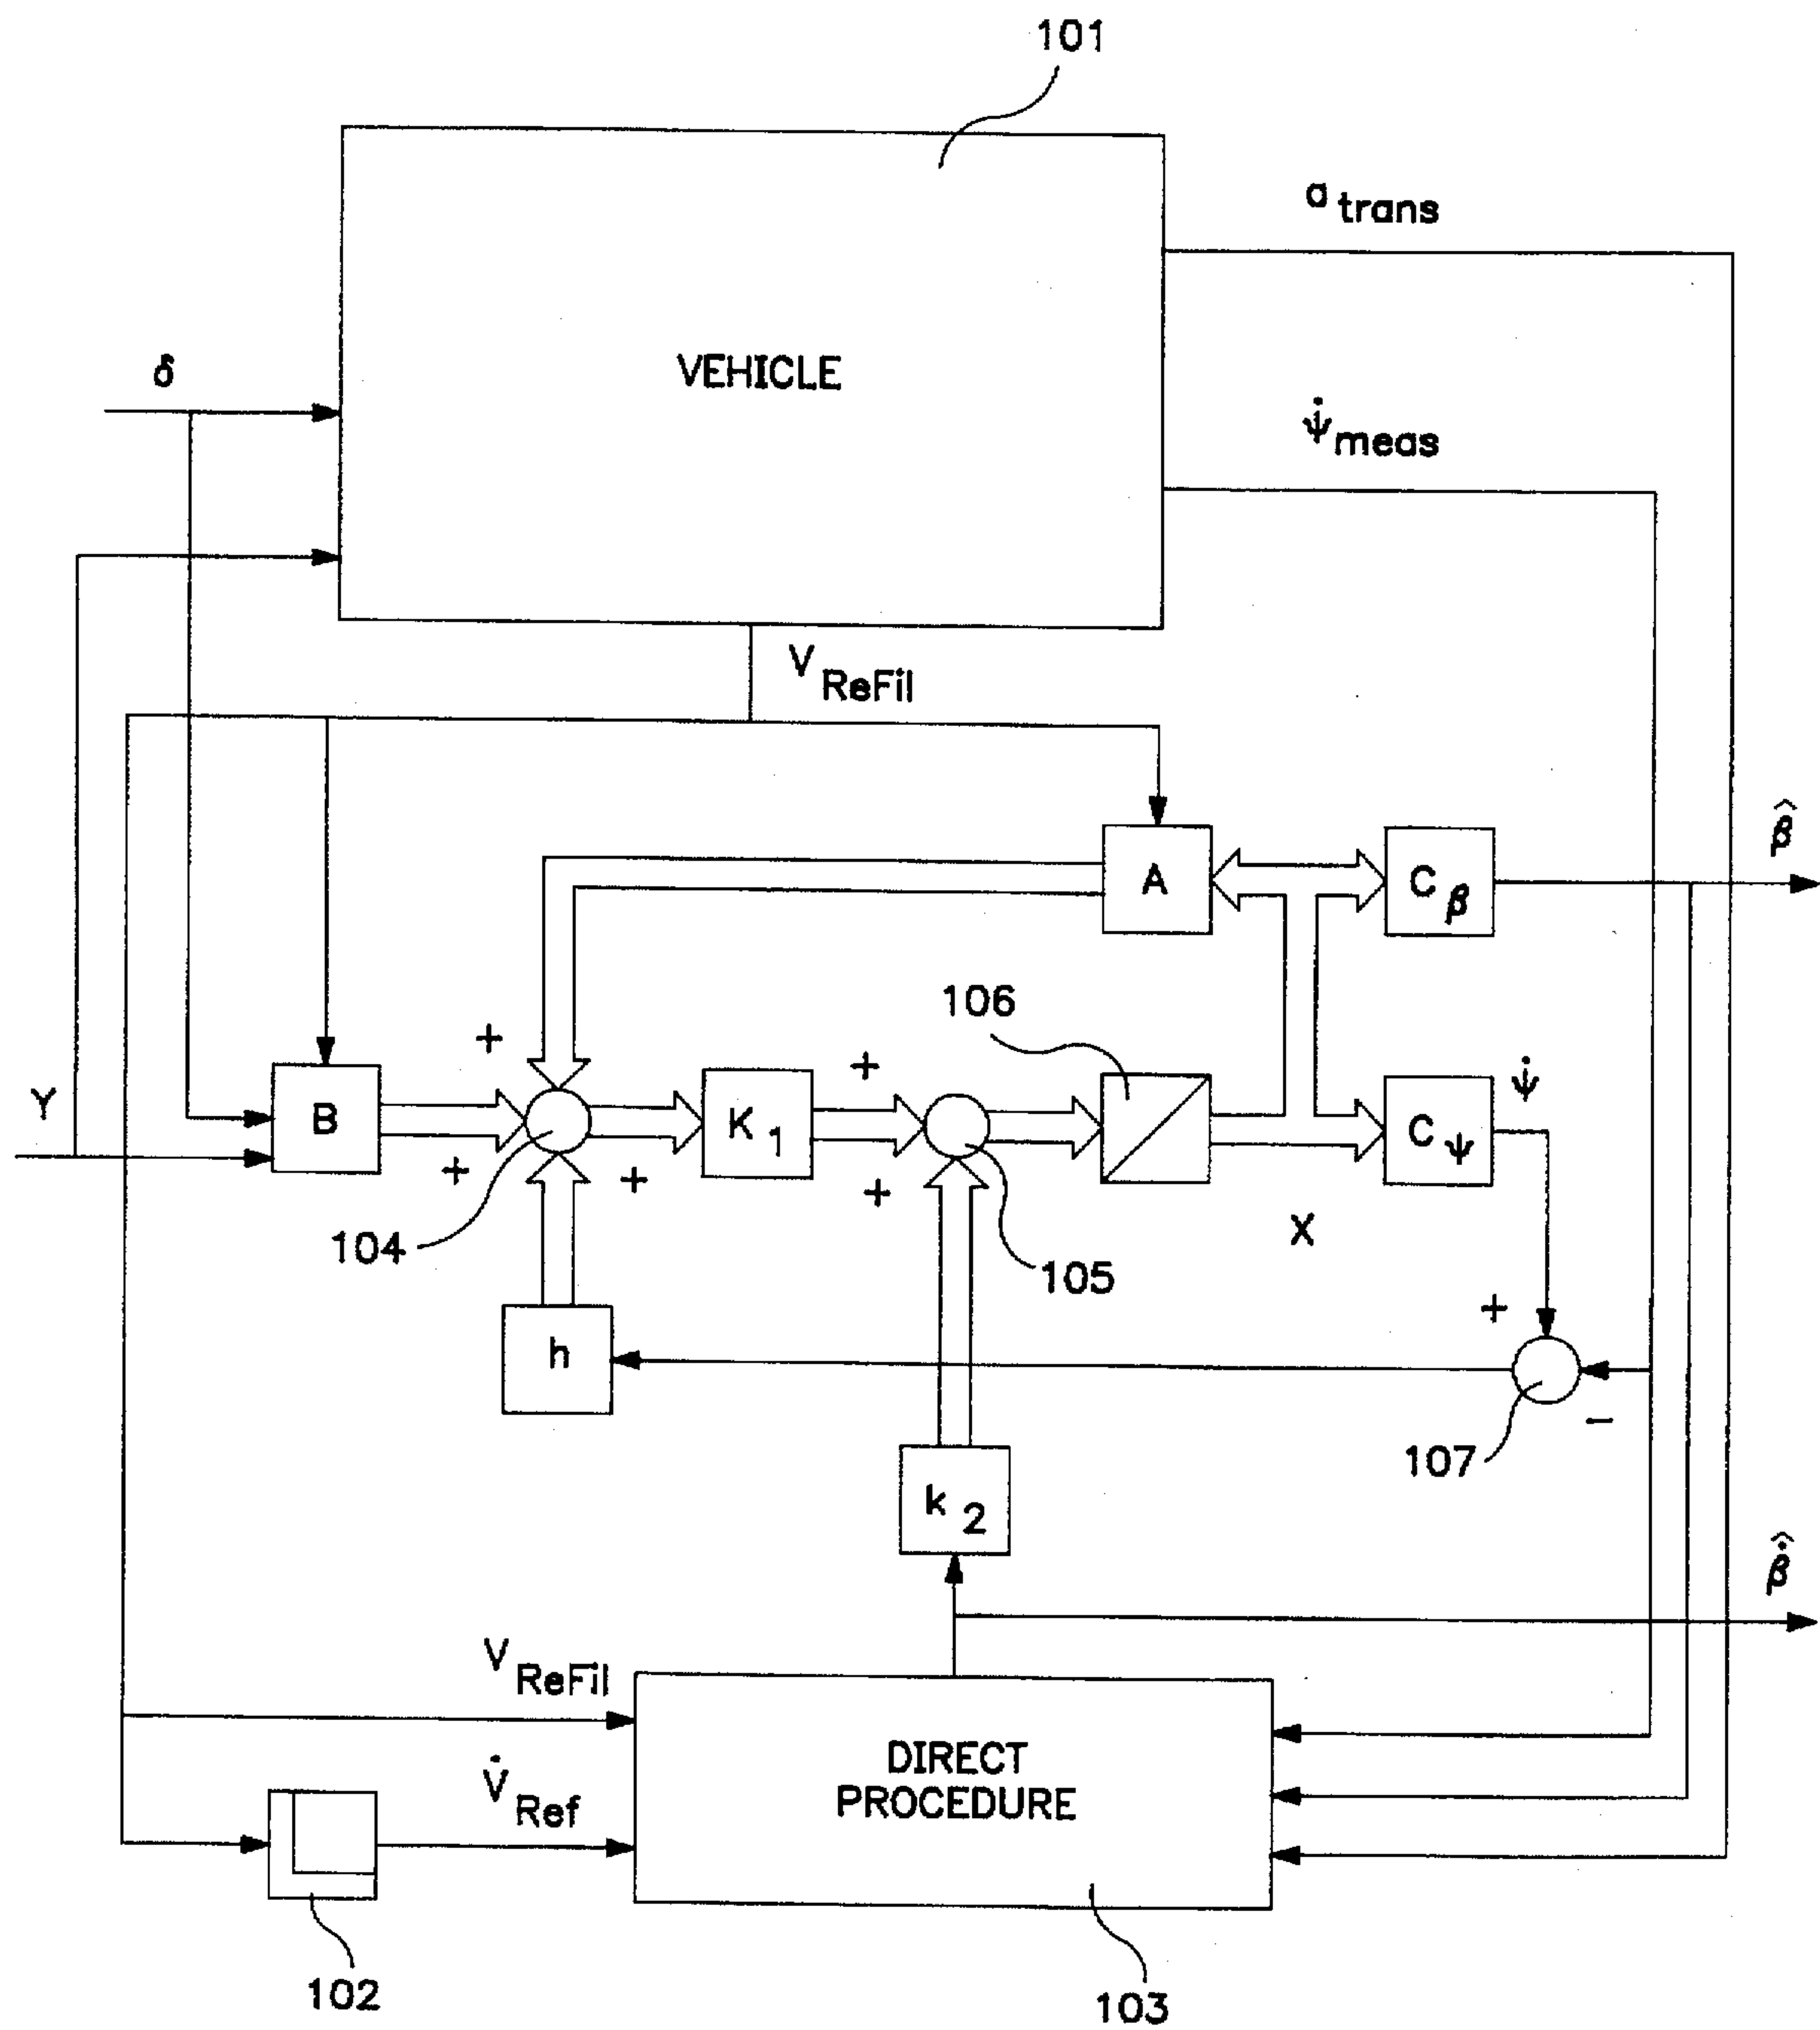 101
a trans
VEHICLE
δ
ψ̇ meas
V ReFil
β̂
A
C β
106
ψ̇
+
+
Y
B
K 1
C ψ
+
+
+
X
104
105
+
h
−
107
k 2
β̂̇
V ReFil
DIRECT
PROCEDURE
V̇ Ref
102
103